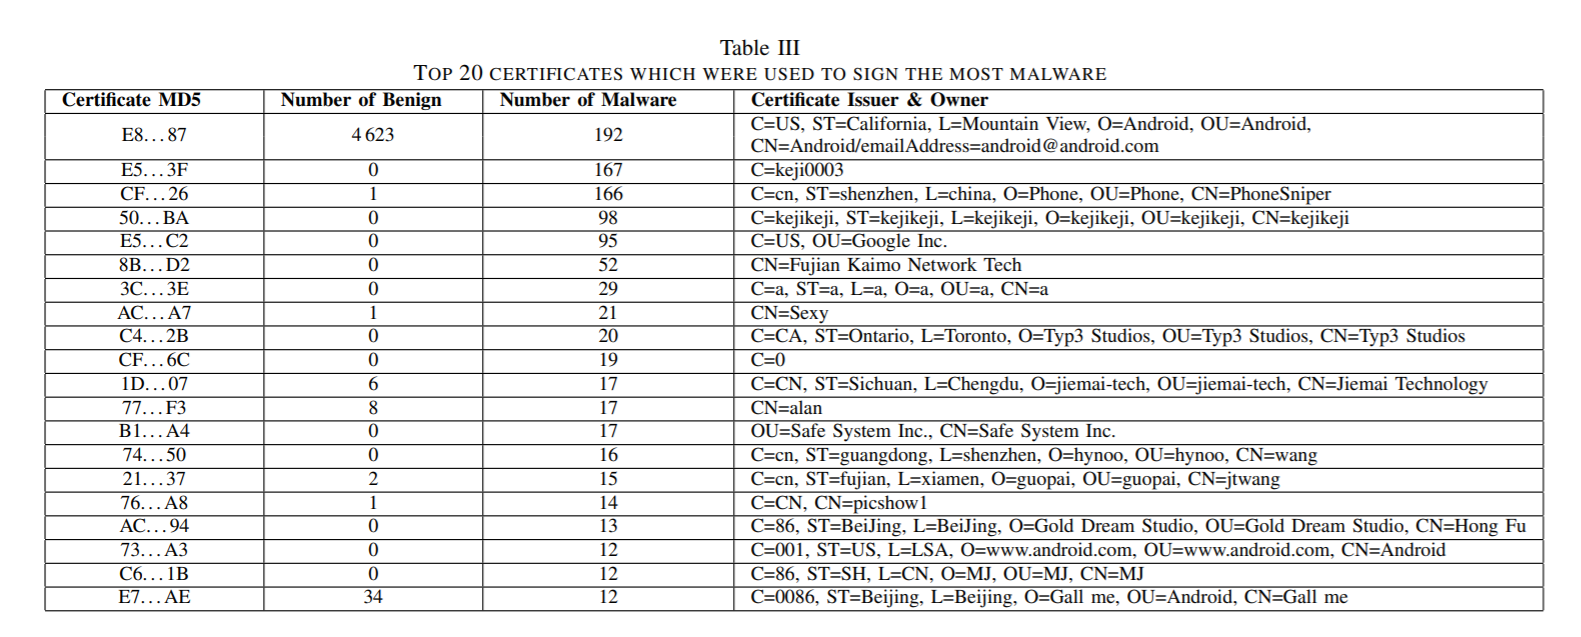 Table III
TOP 20 CERTIFICATES WHICH WERE USED TO SIGN THE MOST MALWARE
Certificate MD5 Number of Benign Number of Malware Certificate Issuer & Owner
E8...87 4 623 192 C=US, ST=California, L=Mountain View, O=Android, OU=Android,
CN=Android/emailAddress=android@android.com
E5...3F 0 167 C=keji0003
CF...26 1 166 C=cn, ST=shenzhen, L=china, O=Phone, OU=Phone, CN=PhoneSniper
50...BA 0 98 C=kejikeji, ST=kejikeji, L=kejikeji, O=kejikeji, OU=kejikeji, CN=kejikeji
E5...C2 0 95 C=US, OU=Google Inc.
8B...D2 0 52 CN=Fujian Kaimo Network Tech
3C...3E 0 29 C=a, ST=a, L=a, O=a, OU=a, CN=a
AC...A7 1 21 CN=Sexy
C4...2B 0 20 C=CA, ST=Ontario, L=Toronto, O=Typ3 Studios, OU=Typ3 Studios, CN=Typ3 Studios
CF...6C 0 19 C=0
1D...07 6 17 C=CN, ST=Sichuan, L=Chengdu, O=jiemai-tech, OU=jiemai-tech, CN=Jiemai Technology
77...F3 8 17 CN=alan
B1...A4 0 17 OU=Safe System Inc., CN=Safe System Inc.
74...50 0 16 C=cn, ST=guangdong, L=shenzhen, O=hynoo, OU=hynoo, CN=wang
21...37 2 15 C=cn, ST=fujian, L=xiamen, O=guopai, OU=guopai, CN=jtwang
76...A8 1 14 C=CN, CN=picshow1
AC...94 0 13 C=86, ST=BeiJing, L=BeiJing, O=Gold Dream Studio, OU=Gold Dream Studio, CN=Hong Fu
73...A3 0 12 C=001, ST=US, L=LSA, O=www.android.com, OU=www.android.com, CN=Android
C6...1B 0 12 C=86, ST=SH, L=CN, O=MJ, OU=MJ, CN=MJ
E7...AE 34 12 C=0086, ST=Beijing, L=Beijing, O=Gall me, OU=Android, CN=Gall me